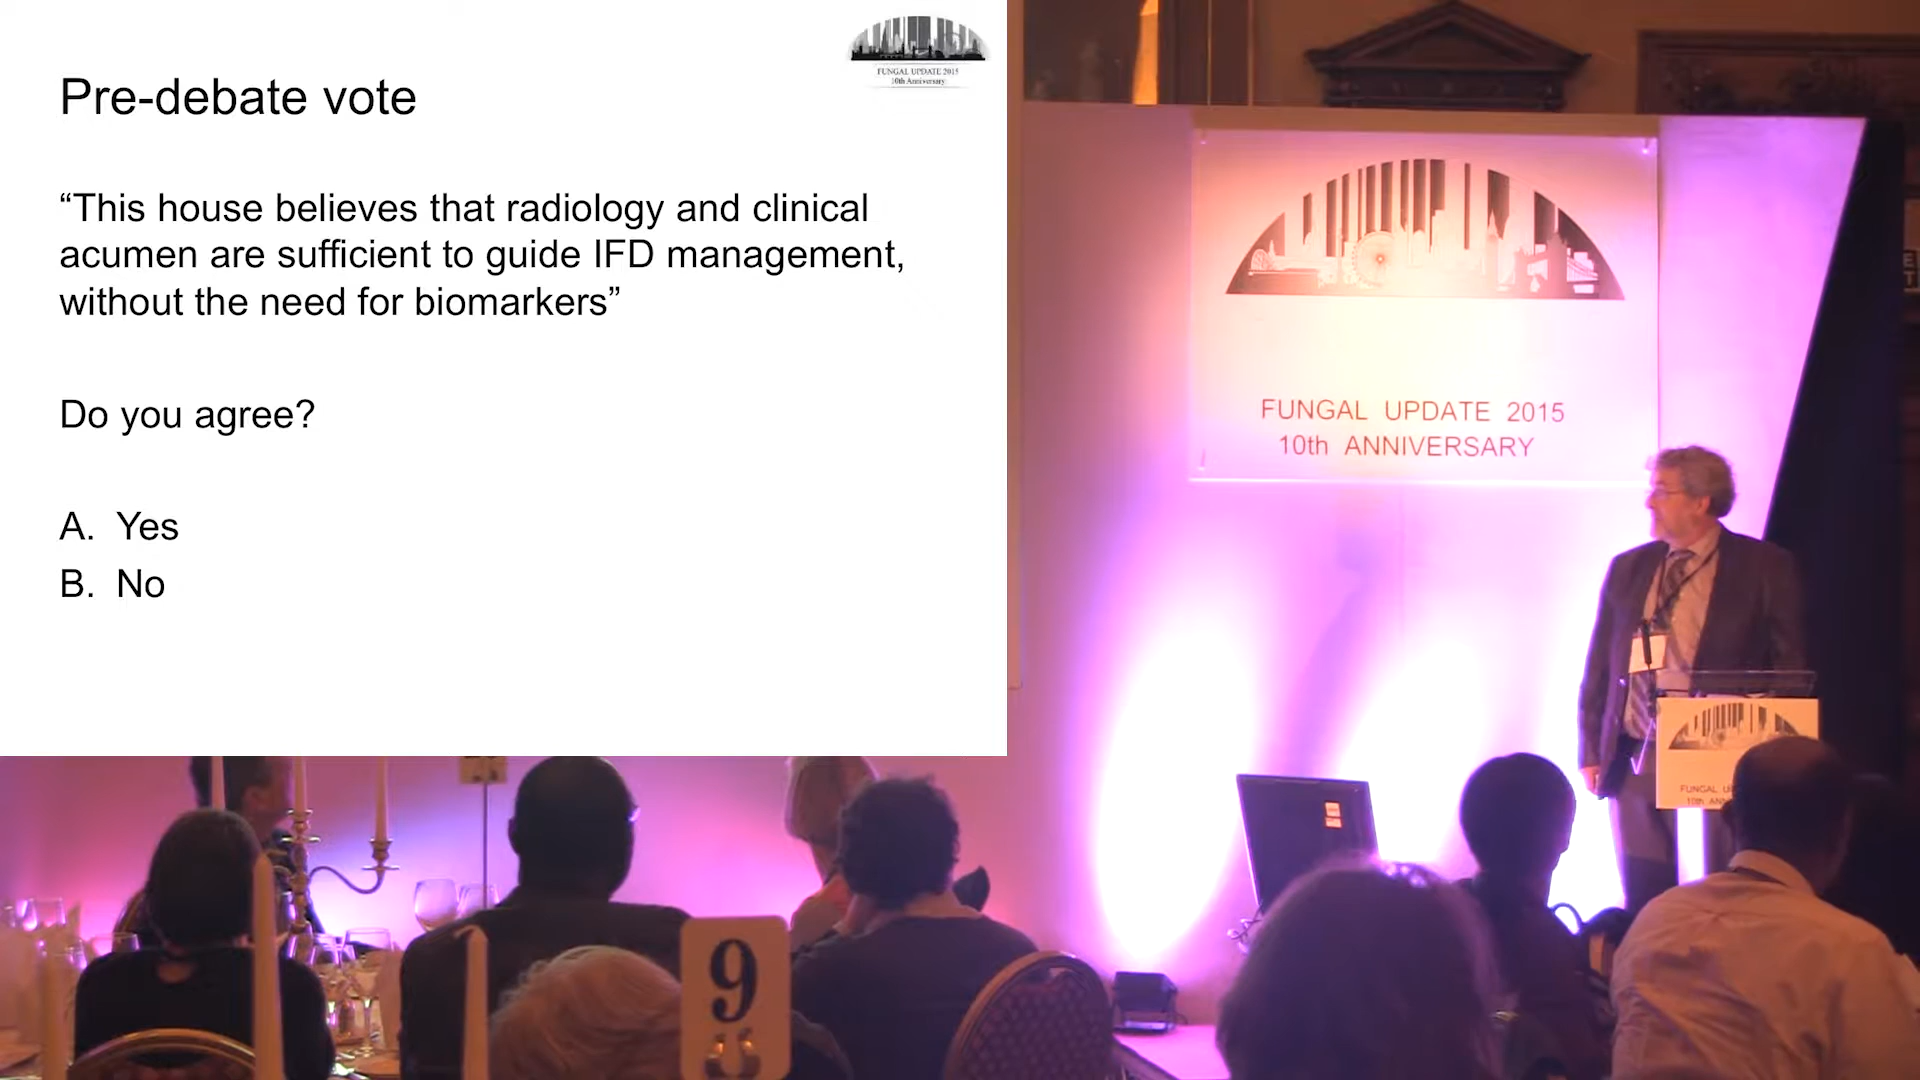 FUNGAL UPDATE 2015
10th Anniversary
Pre-debate vote
“This house believes that radiology and clinical
acumen are sufficient to guide IFD management,
without the need for biomarkers”
Do you agree?
A. Yes
B. No
FUNGAL UPDATE 2015
10th ANNIVERSARY
FUNGAL
10th
9